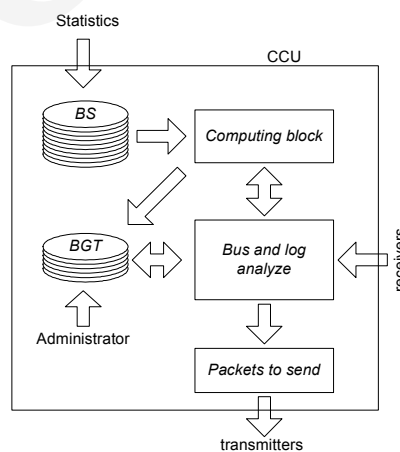 Statistics
CCU
BS
Computing block
BGT
Bus and log
analyze
receivers
Administrator
Packets to send
transmitters